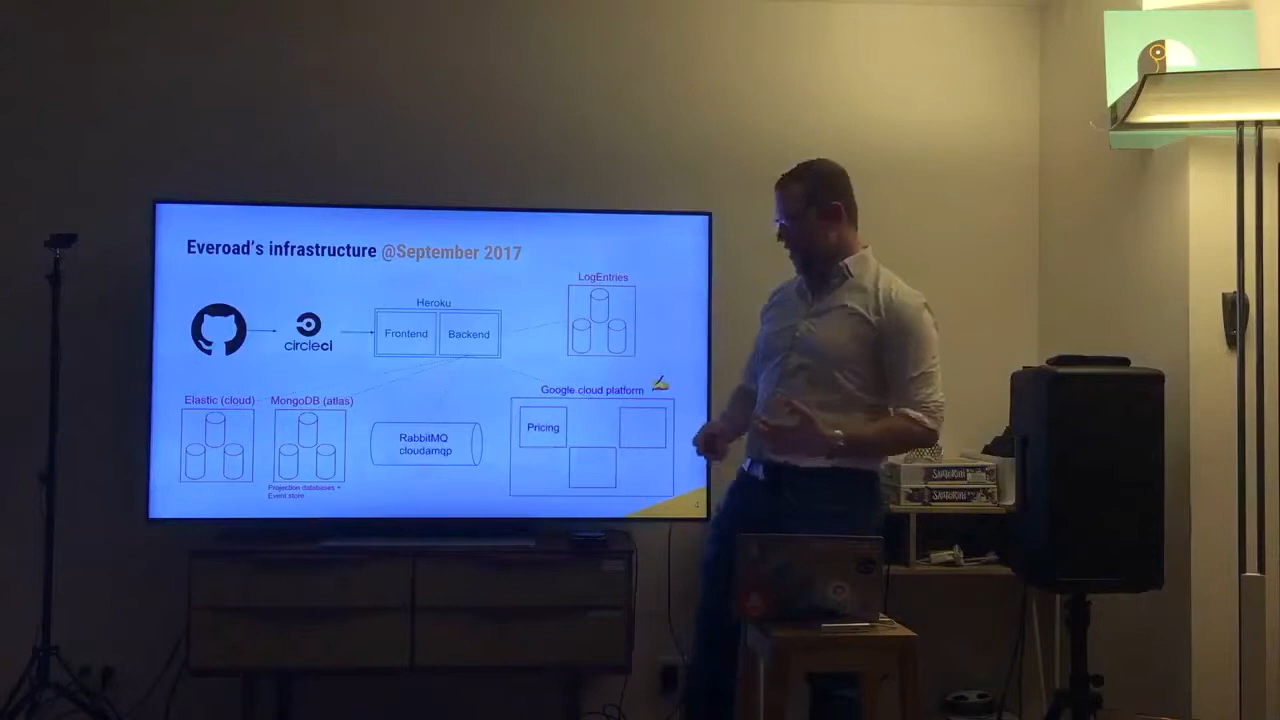 Everoad's infrastructure @September 2017
LogEntries
Heroku
Frontend
Backend
circleci
Elastic (cloud)
MongoDB (atlas)
Google cloud platform
Pricing
RabbitMQ
cloudamqp
Projection databases +
Event store
4
SANTORINI
SANTORINI